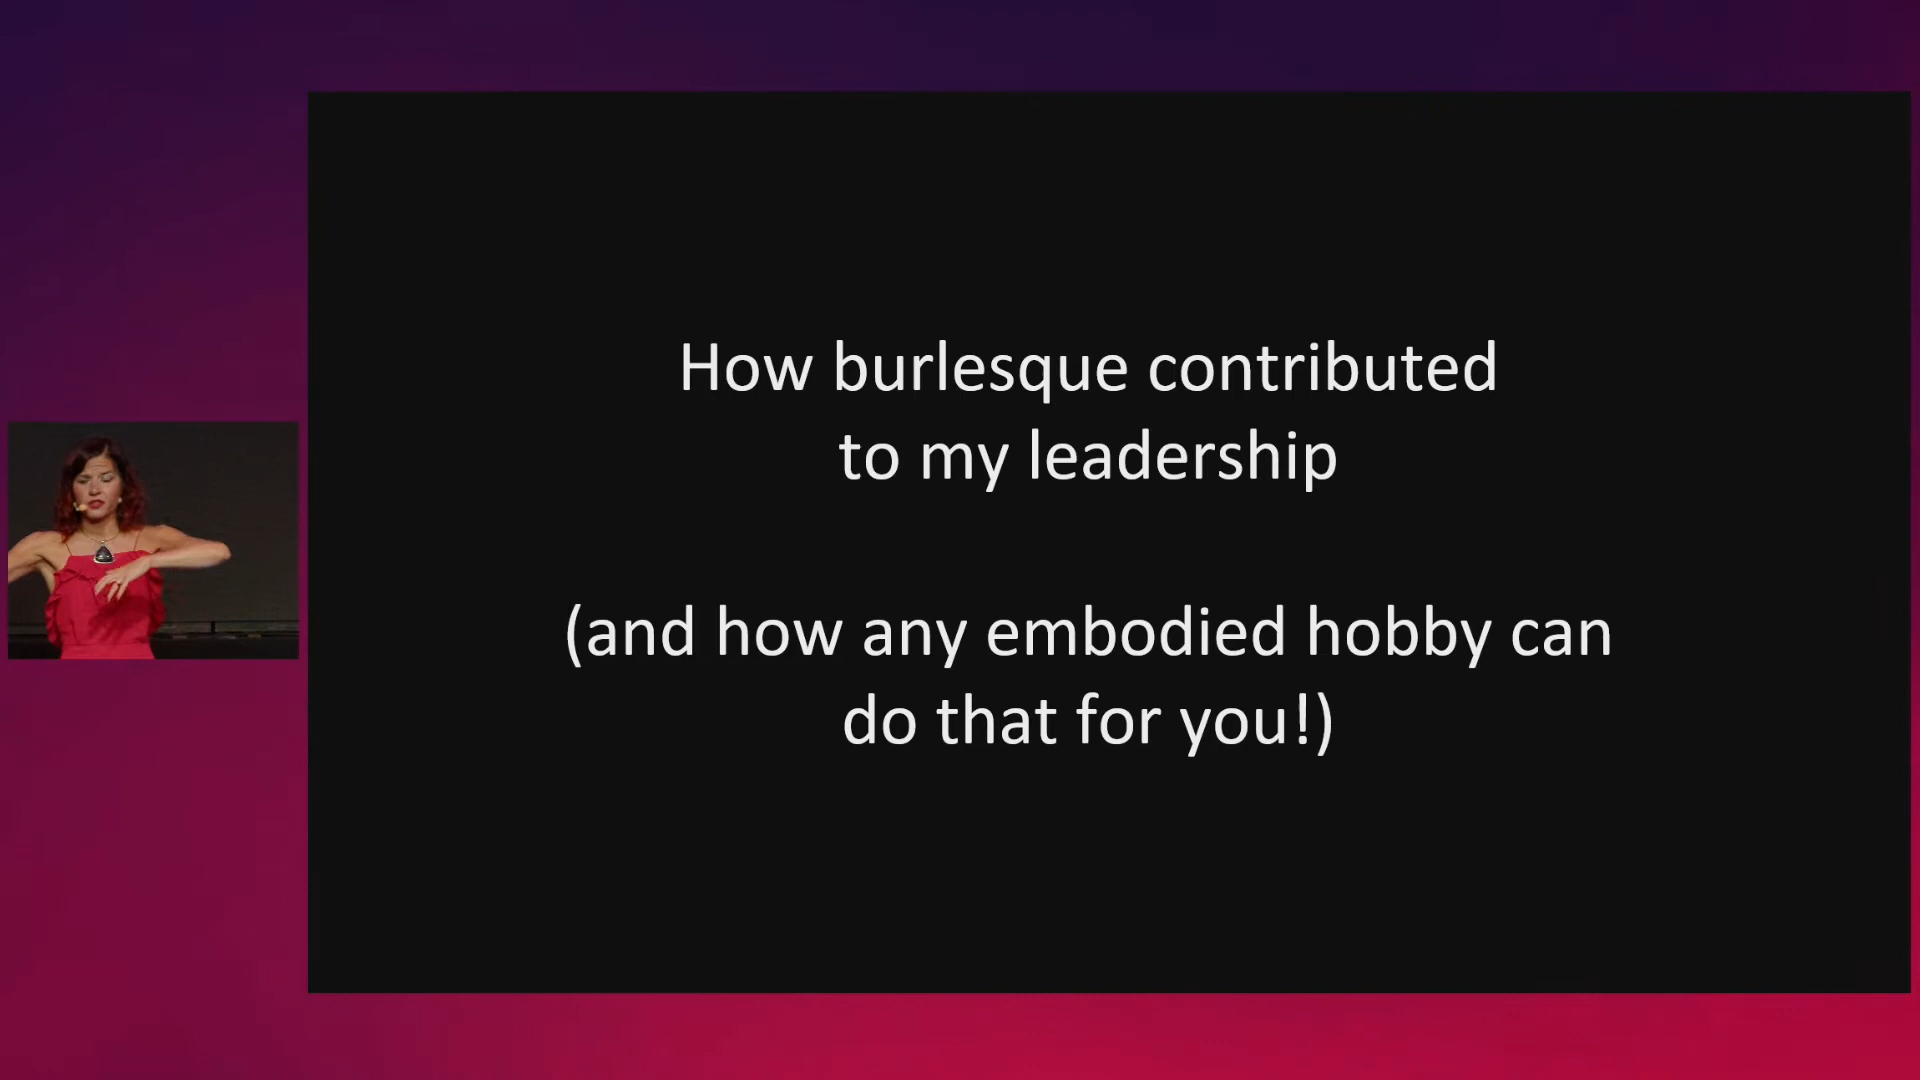 How burlesque contributed
to my leadership
(and how any embodied hobby can
do that for you!)